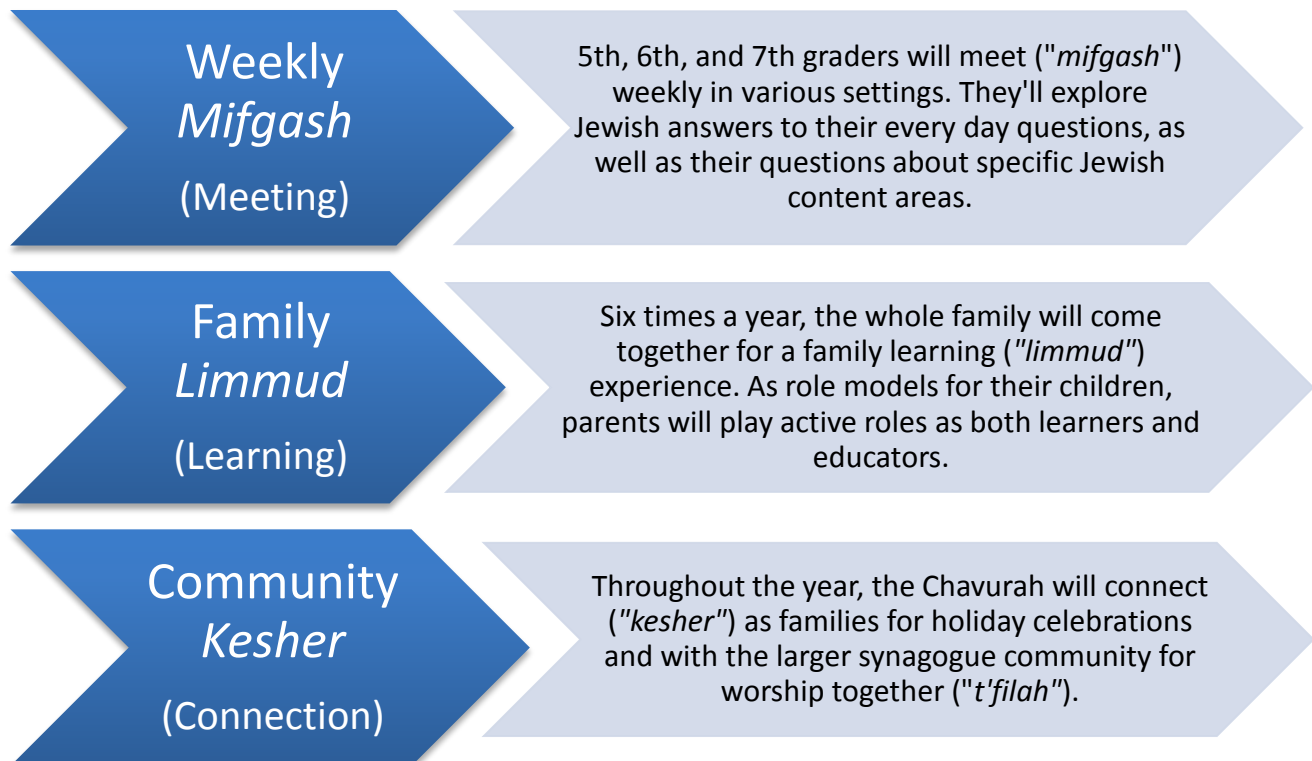 Weekly
Mifgash
(Meeting)
5th, 6th, and 7th graders will meet ("mifgash")
weekly in various settings. They'll explore
Jewish answers to their every day questions, as
well as their questions about specific Jewish
content areas.
Family
Limmud
(Learning)
Six times a year, the whole family will come
together for a family learning ("limmud")
experience. As role models for their children,
parents will play active roles as both learners and
educators.
Community
Kesher
(Connection)
Throughout the year, the Chavurah will connect
("kesher") as families for holiday celebrations
and with the larger synagogue community for
worship together ("t'filah").